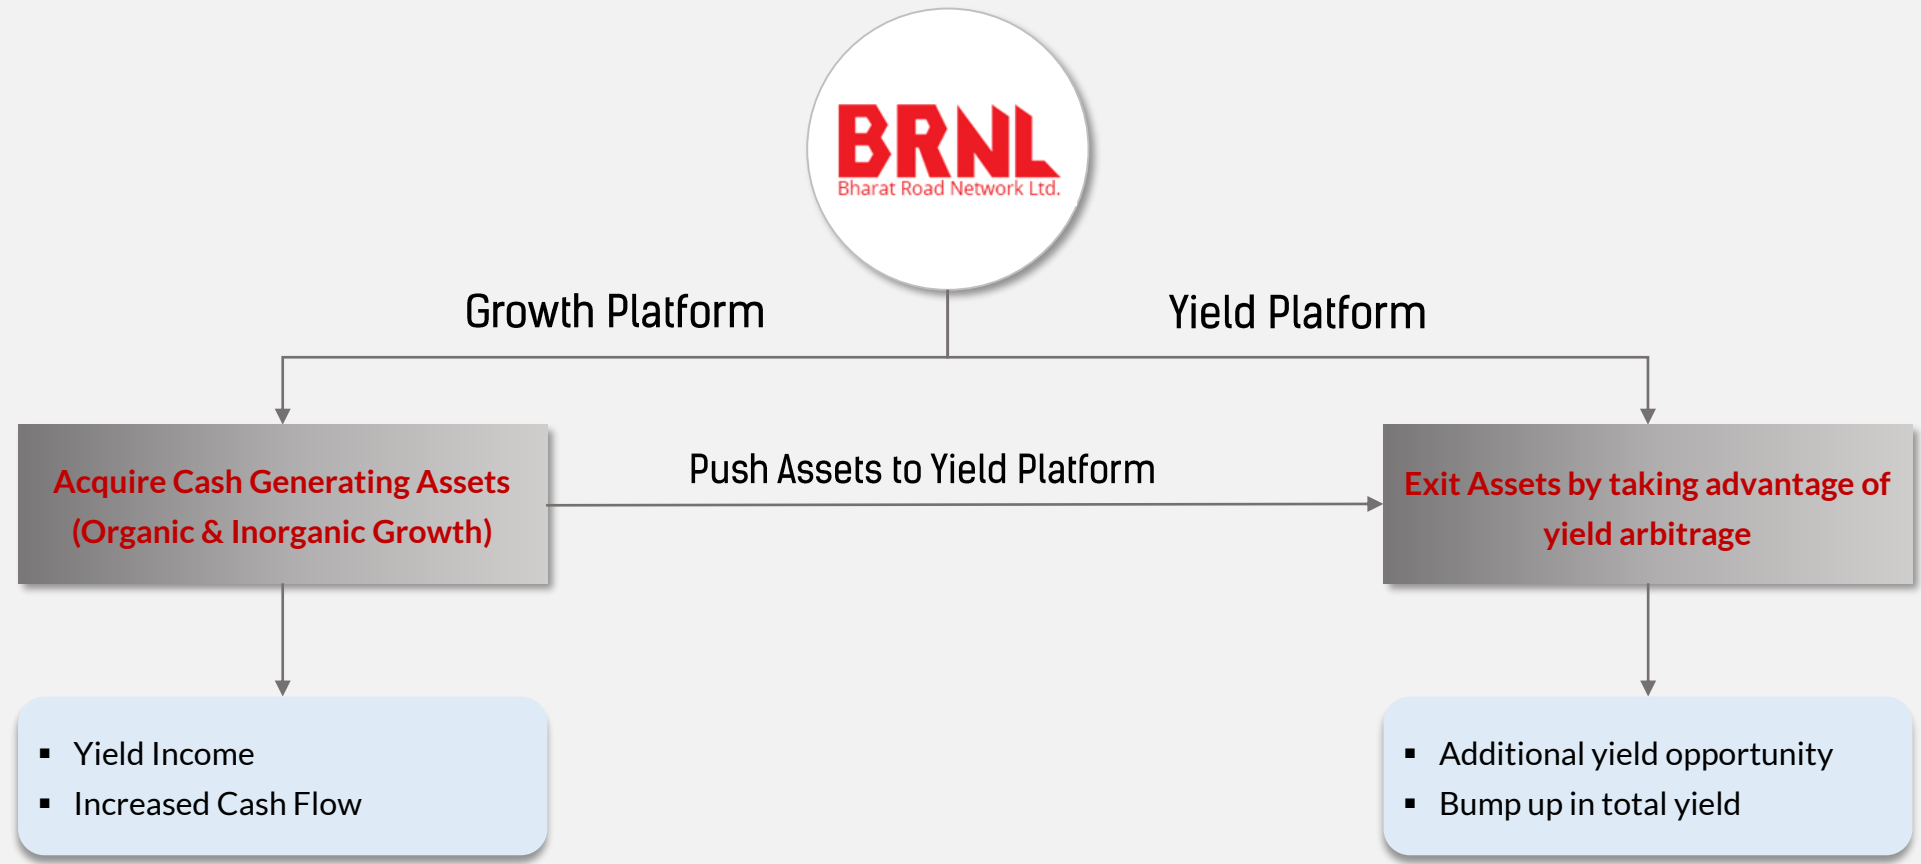 BRNL
Bharat Road Network Ltd.
Growth Platform
Yield Platform
Acquire Cash Generating Assets
(Organic & Inorganic Growth)
Push Assets to Yield Platform
Exit Assets by taking advantage of
yield arbitrage
▪ Yield Income
▪ Increased Cash Flow
▪ Additional yield opportunity
▪ Bump up in total yield